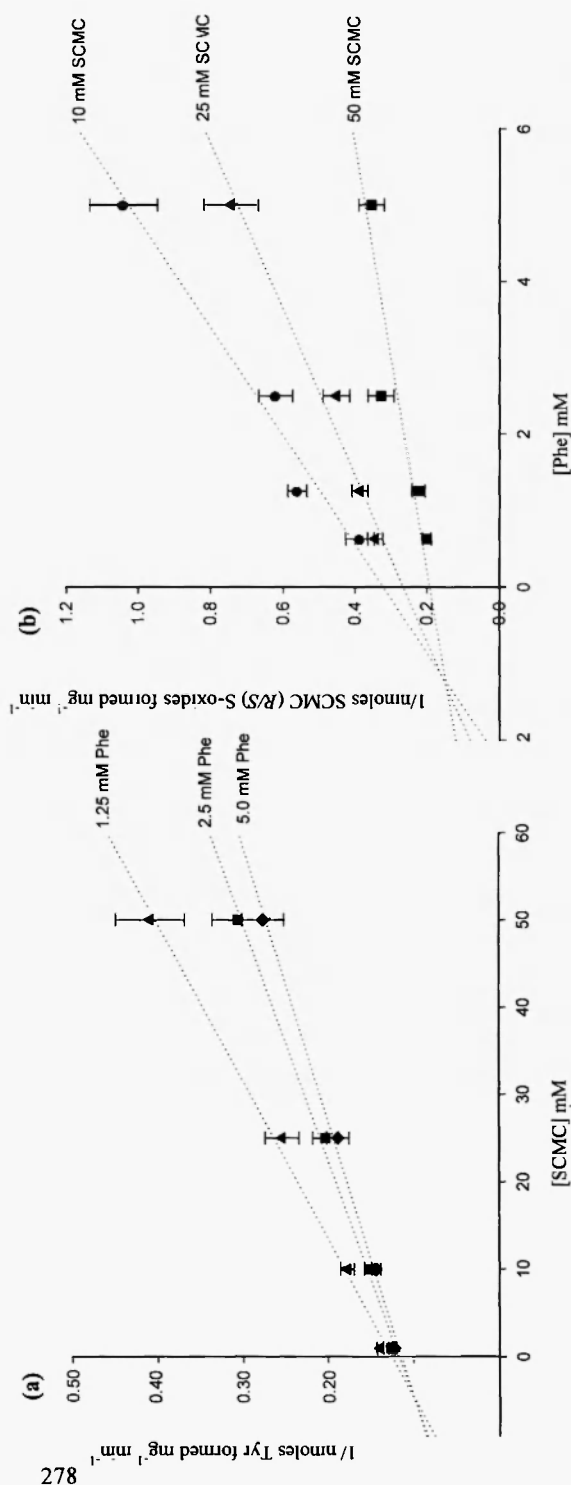 278
(a)
1/ nmoles Tyr formed mg⁻¹ min⁻¹
0.50
0.40
0.30
0.20
1.25 mM Phe
2.5 mM Phe
5.0 mM Phe
0
10
20
30
40
50
60
[SCMC] mM
(b)
1/nmoles SCMC (R/S) S-oxides formed mg⁻¹ min⁻¹
1.2
1.0
0.8
0.6
0.4
0.2
0.0
10 mM SCMC
25 mM SC MC
50 mM SCMC
2
0
2
4
6
[Phe] mM